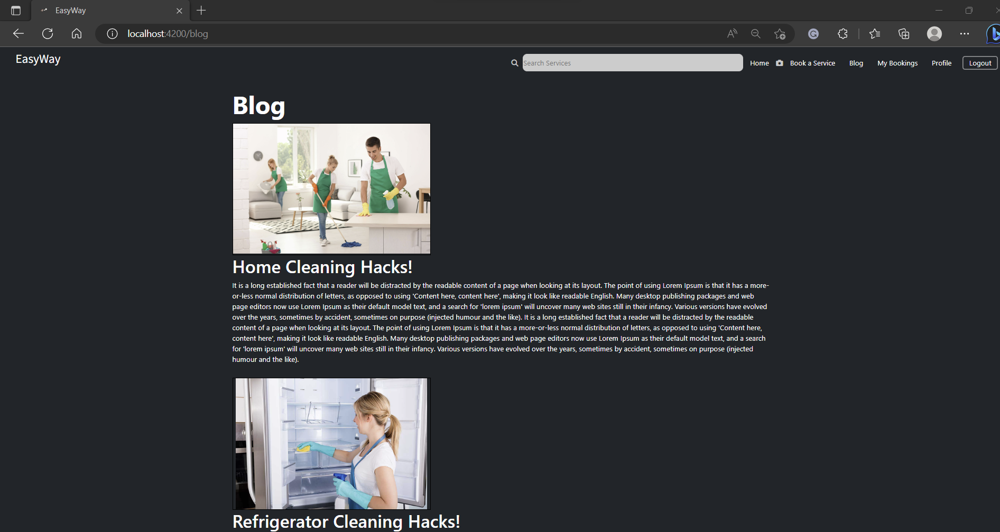 EasyWay
localhost:4200/blog
EasyWay
Search Services
Home
Book a Service
Blog
My Bookings
Profile
Logout
Blog
Home Cleaning Hacks!
It is a long established fact that a reader will be distracted by the readable content of a page when looking at its layout. The point of using Lorem Ipsum is that it has a more-
or-less normal distribution of letters, as opposed to using 'Content here, content here', making it look like readable English. Many desktop publishing packages and web
page editors now use Lorem Ipsum as their default model text, and a search for 'lorem ipsum' will uncover many web sites still in their infancy. Various versions have evolved
over the years, sometimes by accident, sometimes on purpose (injected humour and the like). It is a long established fact that a reader will be distracted by the readable
content of a page when looking at its layout. The point of using Lorem Ipsum is that it has a more-or-less normal distribution of letters, as opposed to using 'Content here,
content here', making it look like readable English. Many desktop publishing packages and web page editors now use Lorem Ipsum as their default model text, and a search
for 'lorem ipsum' will uncover many web sites still in their infancy. Various versions have evolved over the years, sometimes by accident, sometimes on purpose (injected
humour and the like).
Refrigerator Cleaning Hacks!